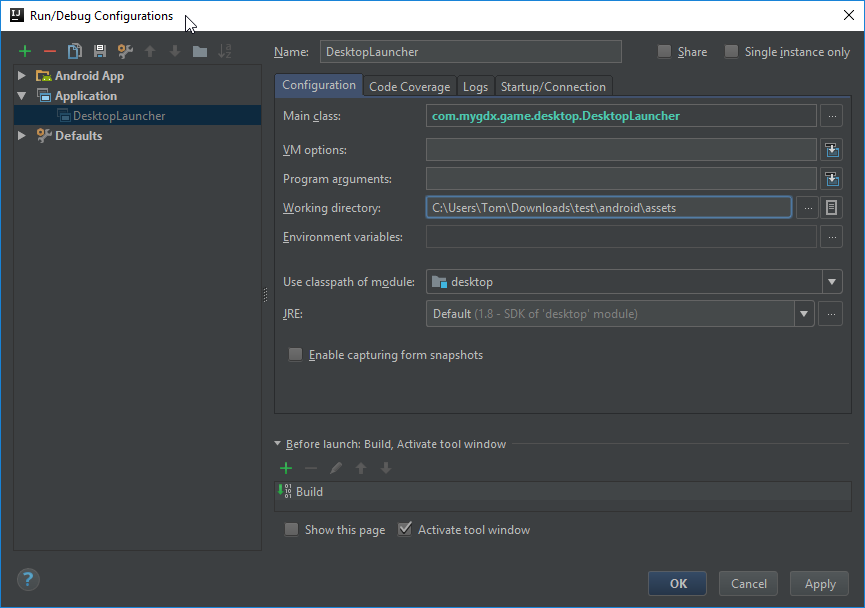 Run/Debug Configurations
Name: DesktopLauncher Share Single instance only
Android App
Application
DesktopLauncher
Defaults
Configuration Code Coverage Logs Startup/Connection
Main class: com.mygdx.game.desktop.DesktopLauncher ...
VM options:
Program arguments:
Working directory: C:\Users\Tom\Downloads\test\android\assets ...
Environment variables: ...
Use classpath of module: desktop
JRE: Default (1.8 - SDK of 'desktop' module) ...
Enable capturing form snapshots
Before launch: Build, Activate tool window
Build
Show this page Activate tool window
? OK Cancel Apply